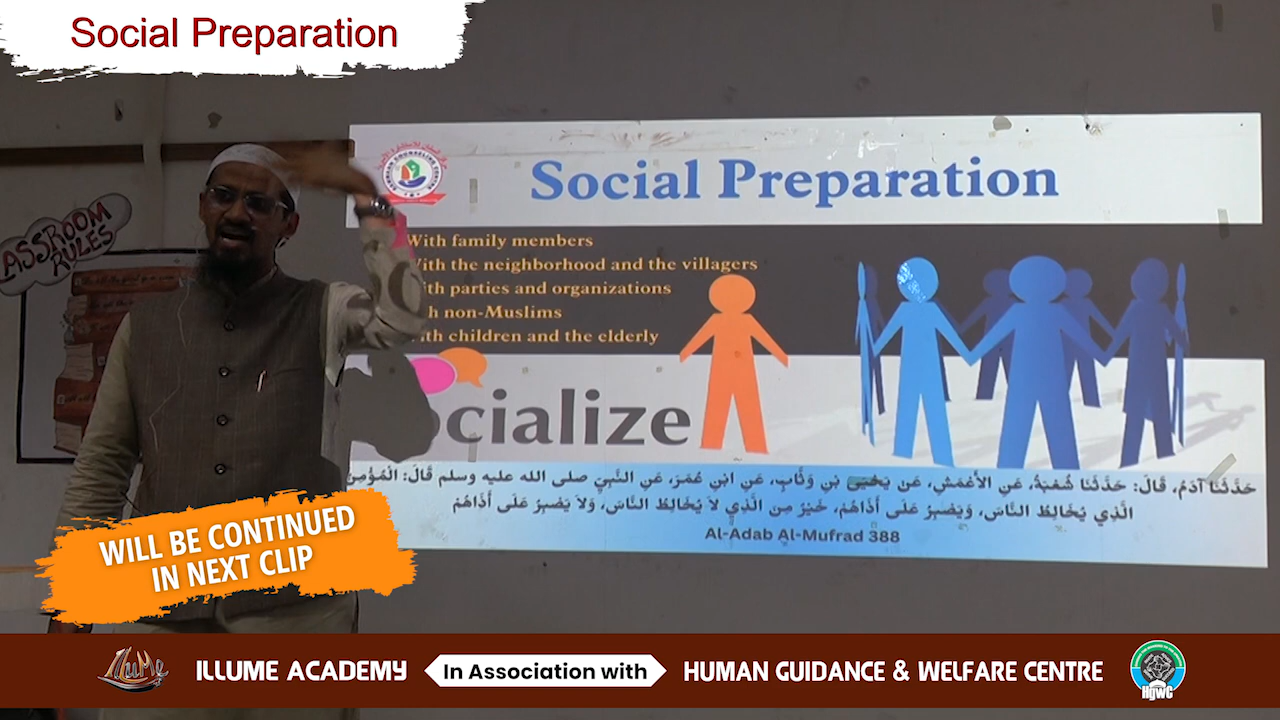 Social Preparation
Social Preparation
With family members
With the neighborhood and the villagers
With parties and organizations
non-Muslims
children and the elderly
ASSROOM
RULES
cialize
حَدَّثَنَا آدَمُ، قَالَ: حَدَّثَنَا شُعْبَةُ، عَنِ الأَعْمَشِ، عَن يَحْيَى بْنِ وَثَّابٍ، عَنِ ابْنِ عُمَرَ، عَنِ النَّبِيِّ صلى الله عليه وسلم قَالَ: الْمُؤْمِنُ
الَّذِي يُخَالِطُ النَّاسَ، وَيَصْبِرُ عَلَى أَذَاهُمْ، خَيْرٌ مِنَ الَّذِي لاَ يُخَالِطُ النَّاسَ، وَلاَ يَصْبِرُ عَلَى أَذَاهُمْ
Al-Adab Al-Mufrad 388
WILL BE CONTINUED
IN NEXT CLIP
ILLUME
ILLUME ACADEMY
In Association with
HUMAN GUIDANCE & WELFARE CENTRE
HGWC